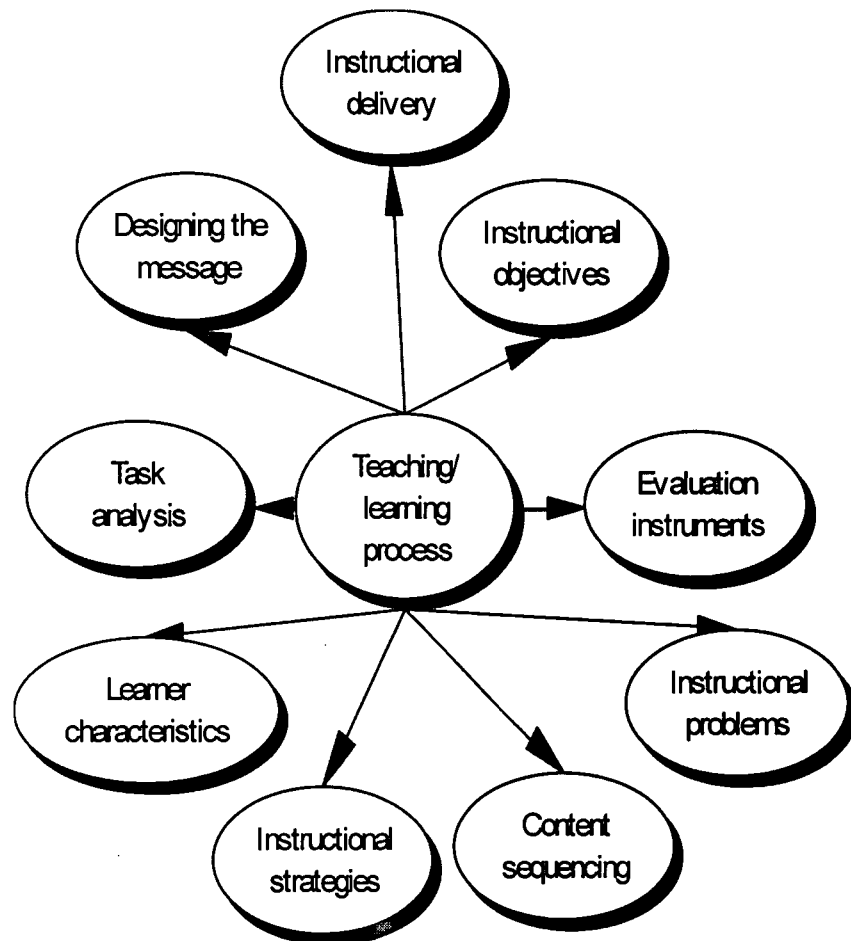 Instructional
delivery
Designing the
message
Instructional
objectives
Task
analysis
Teaching/
learning
process
Evaluation
instruments
Learner
characteristics
Instructional
problems
Instructional
strategies
Content
sequencing